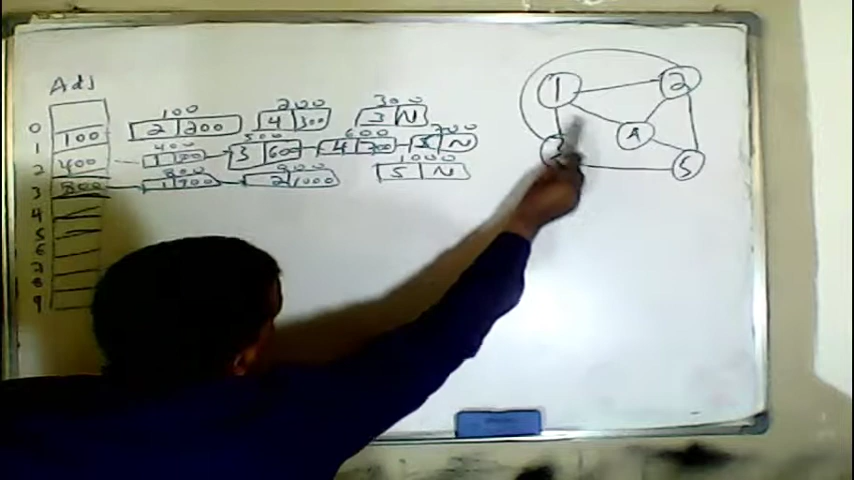 Adj
0
1 100
2 400
3 800
4
5
6
7
8
9
100 200 300
2 200 4 300 3 N
400 500 600 700
1 500 3 600 4 700 5 N
800 900 1000
1 900 2 1000 5 N
1 2
4
3 5